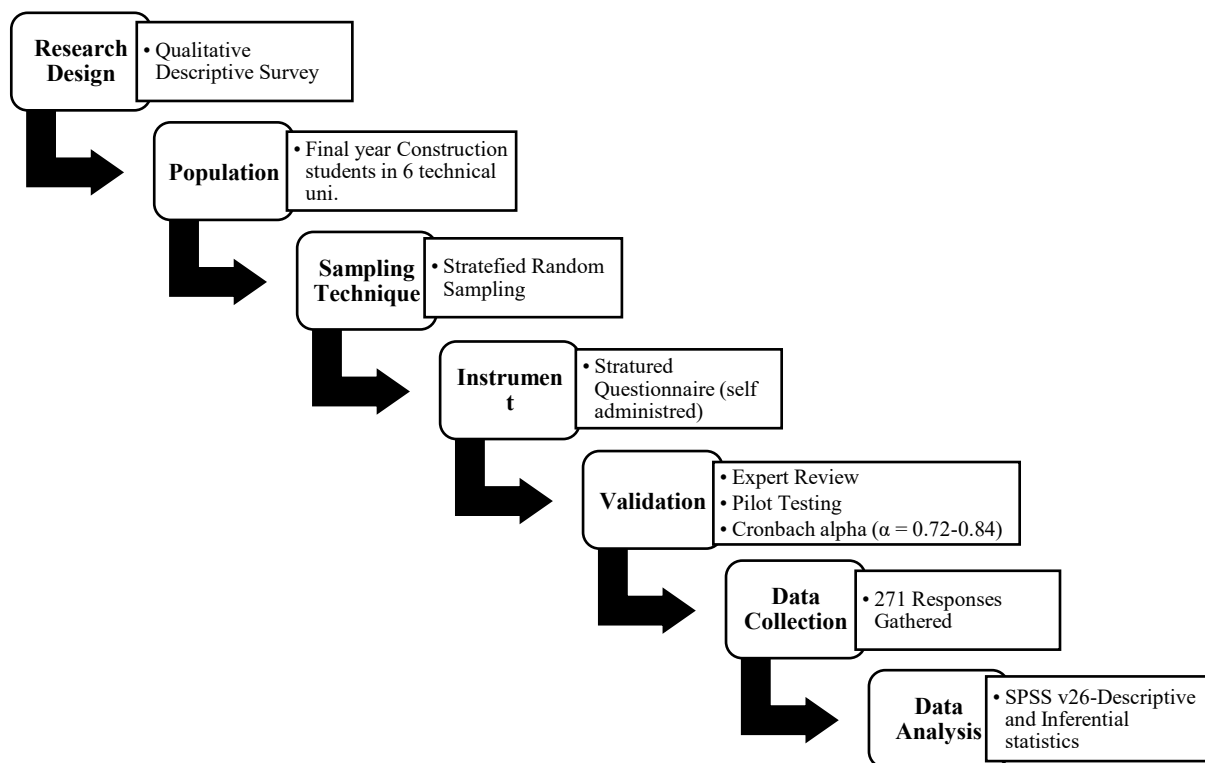 Research
Design
• Qualitative
Descriptive Survey
Population
• Final year Construction
students in 6 technical
uni.
Sampling
Technique
• Stratefied Random
Sampling
Instrumen
t
• Stratured
Questionnaire (self
administred)
Validation
• Expert Review
• Pilot Testing
• Cronbach alpha (α = 0.72-0.84)
Data
Collection
• 271 Responses
Gathered
Data
Analysis
• SPSS v26-Descriptive
and Inferential
statistics